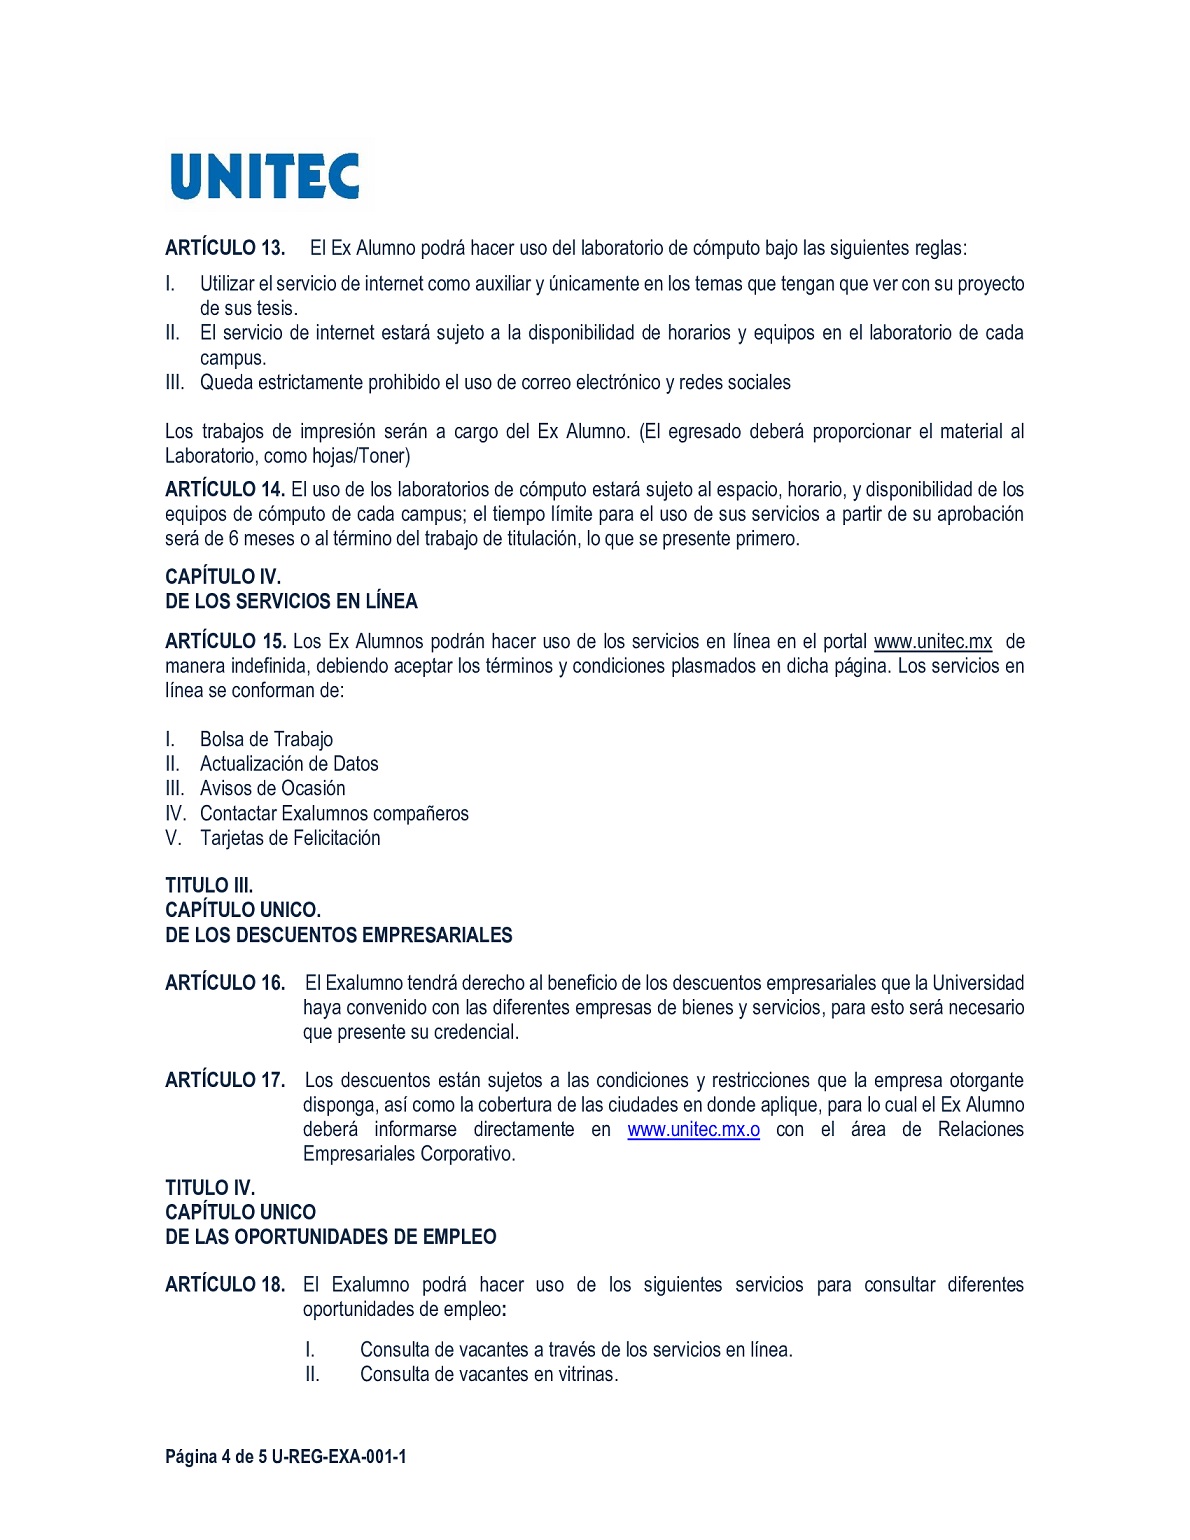 UNITEC
ARTÍCULO 13. El Ex Alumno podrá hacer uso del laboratorio de cómputo bajo las siguientes reglas:
I. Utilizar el servicio de internet como auxiliar y únicamente en los temas que tengan que ver con su proyecto
de sus tesis.
II. El servicio de internet estará sujeto a la disponibilidad de horarios y equipos en el laboratorio de cada
campus.
III. Queda estrictamente prohibido el uso de correo electrónico y redes sociales
Los trabajos de impresión serán a cargo del Ex Alumno. (El egresado deberá proporcionar el material al
Laboratorio, como hojas/Toner)
ARTÍCULO 14. El uso de los laboratorios de cómputo estará sujeto al espacio, horario, y disponibilidad de los
equipos de cómputo de cada campus; el tiempo límite para el uso de sus servicios a partir de su aprobación
será de 6 meses o al término del trabajo de titulación, lo que se presente primero.
CAPÍTULO IV.
DE LOS SERVICIOS EN LÍNEA
ARTÍCULO 15. Los Ex Alumnos podrán hacer uso de los servicios en línea en el portal www.unitec.mx de
manera indefinida, debiendo aceptar los términos y condiciones plasmados en dicha página. Los servicios en
línea se conforman de:
I. Bolsa de Trabajo
II. Actualización de Datos
III. Avisos de Ocasión
IV. Contactar Exalumnos compañeros
V. Tarjetas de Felicitación
TITULO III.
CAPÍTULO UNICO.
DE LOS DESCUENTOS EMPRESARIALES
ARTÍCULO 16. El Exalumno tendrá derecho al beneficio de los descuentos empresariales que la Universidad
haya convenido con las diferentes empresas de bienes y servicios, para esto será necesario
que presente su credencial.
ARTÍCULO 17. Los descuentos están sujetos a las condiciones y restricciones que la empresa otorgante
disponga, así como la cobertura de las ciudades en donde aplique, para lo cual el Ex Alumno
deberá informarse directamente en www.unitec.mx.o con el área de Relaciones
Empresariales Corporativo.
TITULO IV.
CAPÍTULO UNICO
DE LAS OPORTUNIDADES DE EMPLEO
ARTÍCULO 18. El Exalumno podrá hacer uso de los siguientes servicios para consultar diferentes
oportunidades de empleo:
I. Consulta de vacantes a través de los servicios en línea.
II. Consulta de vacantes en vitrinas.
Página 4 de 5 U-REG-EXA-001-1